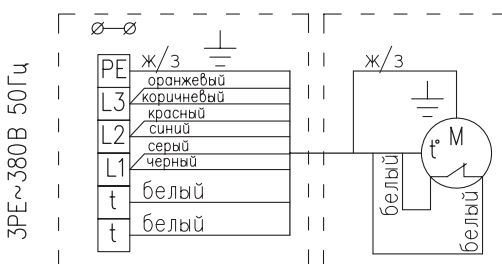 3PE~380В 50Гц
PE
L3
L2
L1
t
t
Ж/З
оранжевый
коричневый
красный
синий
серый
черный
белый
белый
Ж/З
t° M
белый
белый